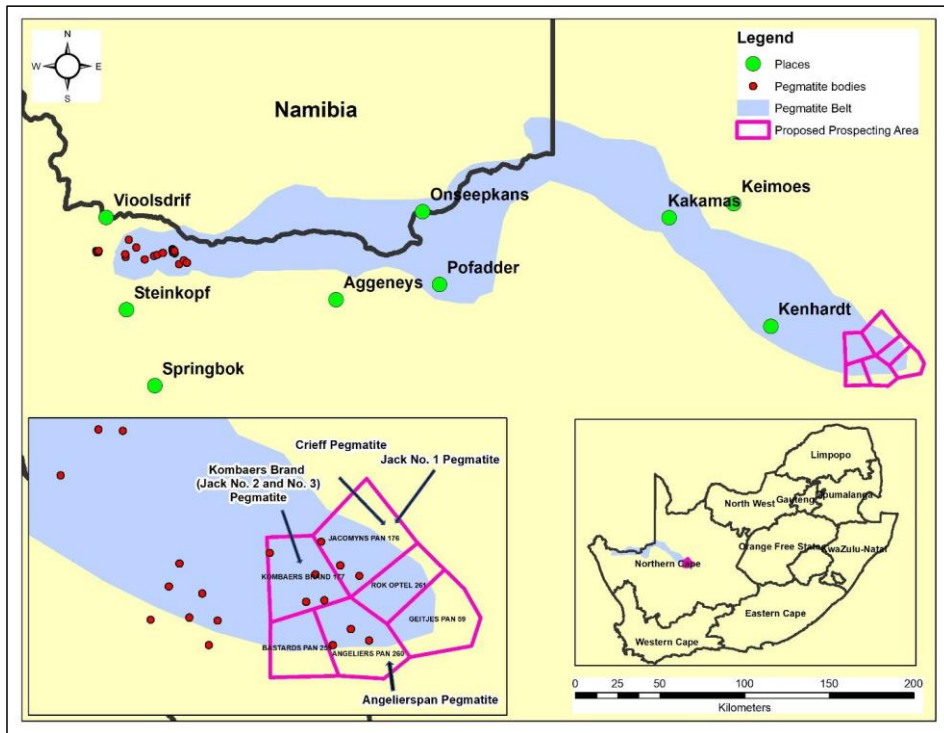 N
W
E
S
Namibia
Legend
Places
Pegmatite bodies
Pegmatite Belt
Proposed Prospecting Area
Vioolsdrif
Onseepkans
Kakamas
Keimoes
Steinkopf
Aggeneys
Pofadder
Kenhardt
Springbok
Crieff Pegmatite
Jack No. 1 Pegmatite
Kombaers Brand
(Jack No. 2 and No. 3)
Pegmatite
JACOMYNS PAN 176
KOMBAERS BRAND 177
ROK OPTEL 261
GEITJES PAN 59
BASTARDS PAN
ANGELIERS PAN 260
Angelierspan Pegmatite
Limpopo
North West
Gauteng
Mpumalanga
Orange Free State
KwaZulu-Natal
Northern Cape
Eastern Cape
Western Cape
0 25 50 100 150 200
Kilometers